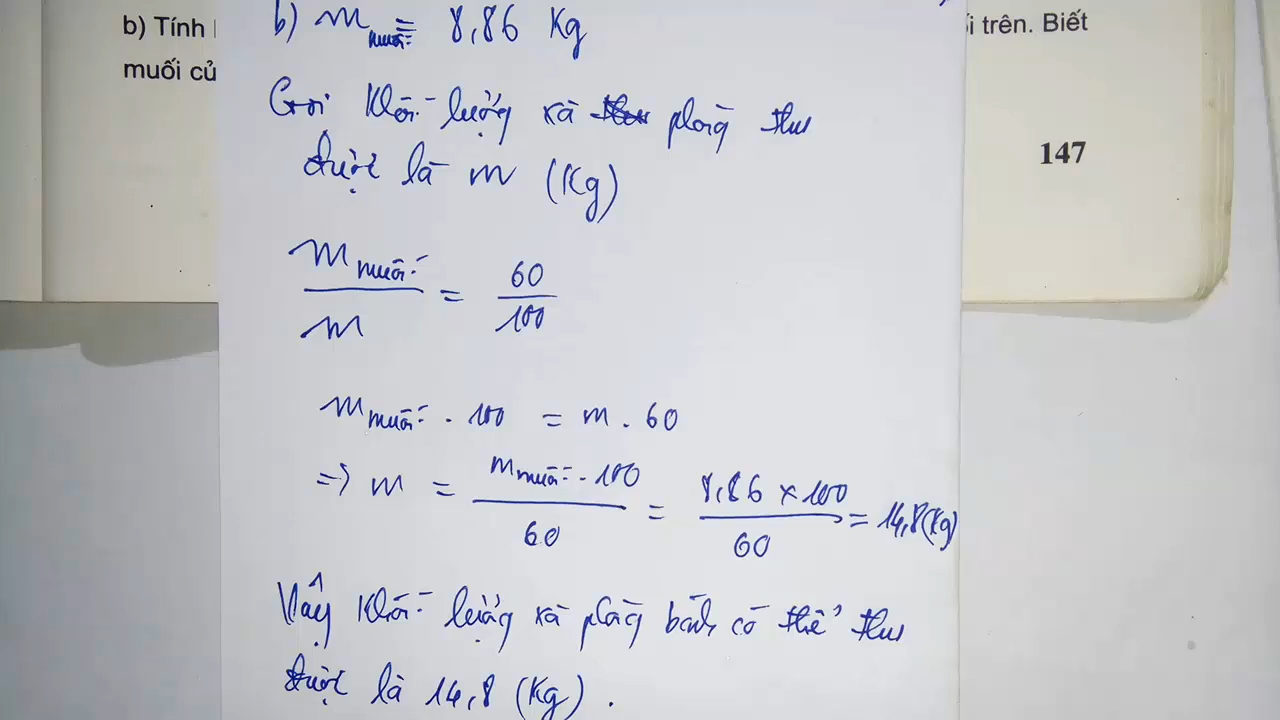 b) m muối = 8,86 Kg
b) Tính
i trên. Biết
muối củ
Gọi khối lượng xà phòng thu
được là m (Kg)
147
m muối / m = 60 / 100
m muối . 100 = m . 60
=> m = m muối . 100 / 60 = 8,86 × 100 / 60 = 14,8 (Kg)
Vậy khối lượng xà phòng bánh có thể thu
được là 14,8 (Kg) .